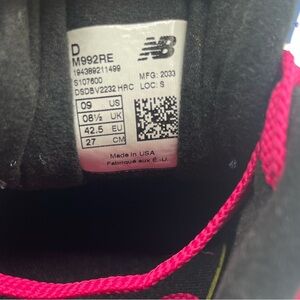 D
M992RE NB
194389211499
S107600 MFG: 2033
DSDBV2232 HRC LOC: S
09 US
08½ UK
42.5 EU
27 CM
Made in USA
Fabriqué aux É.-U.